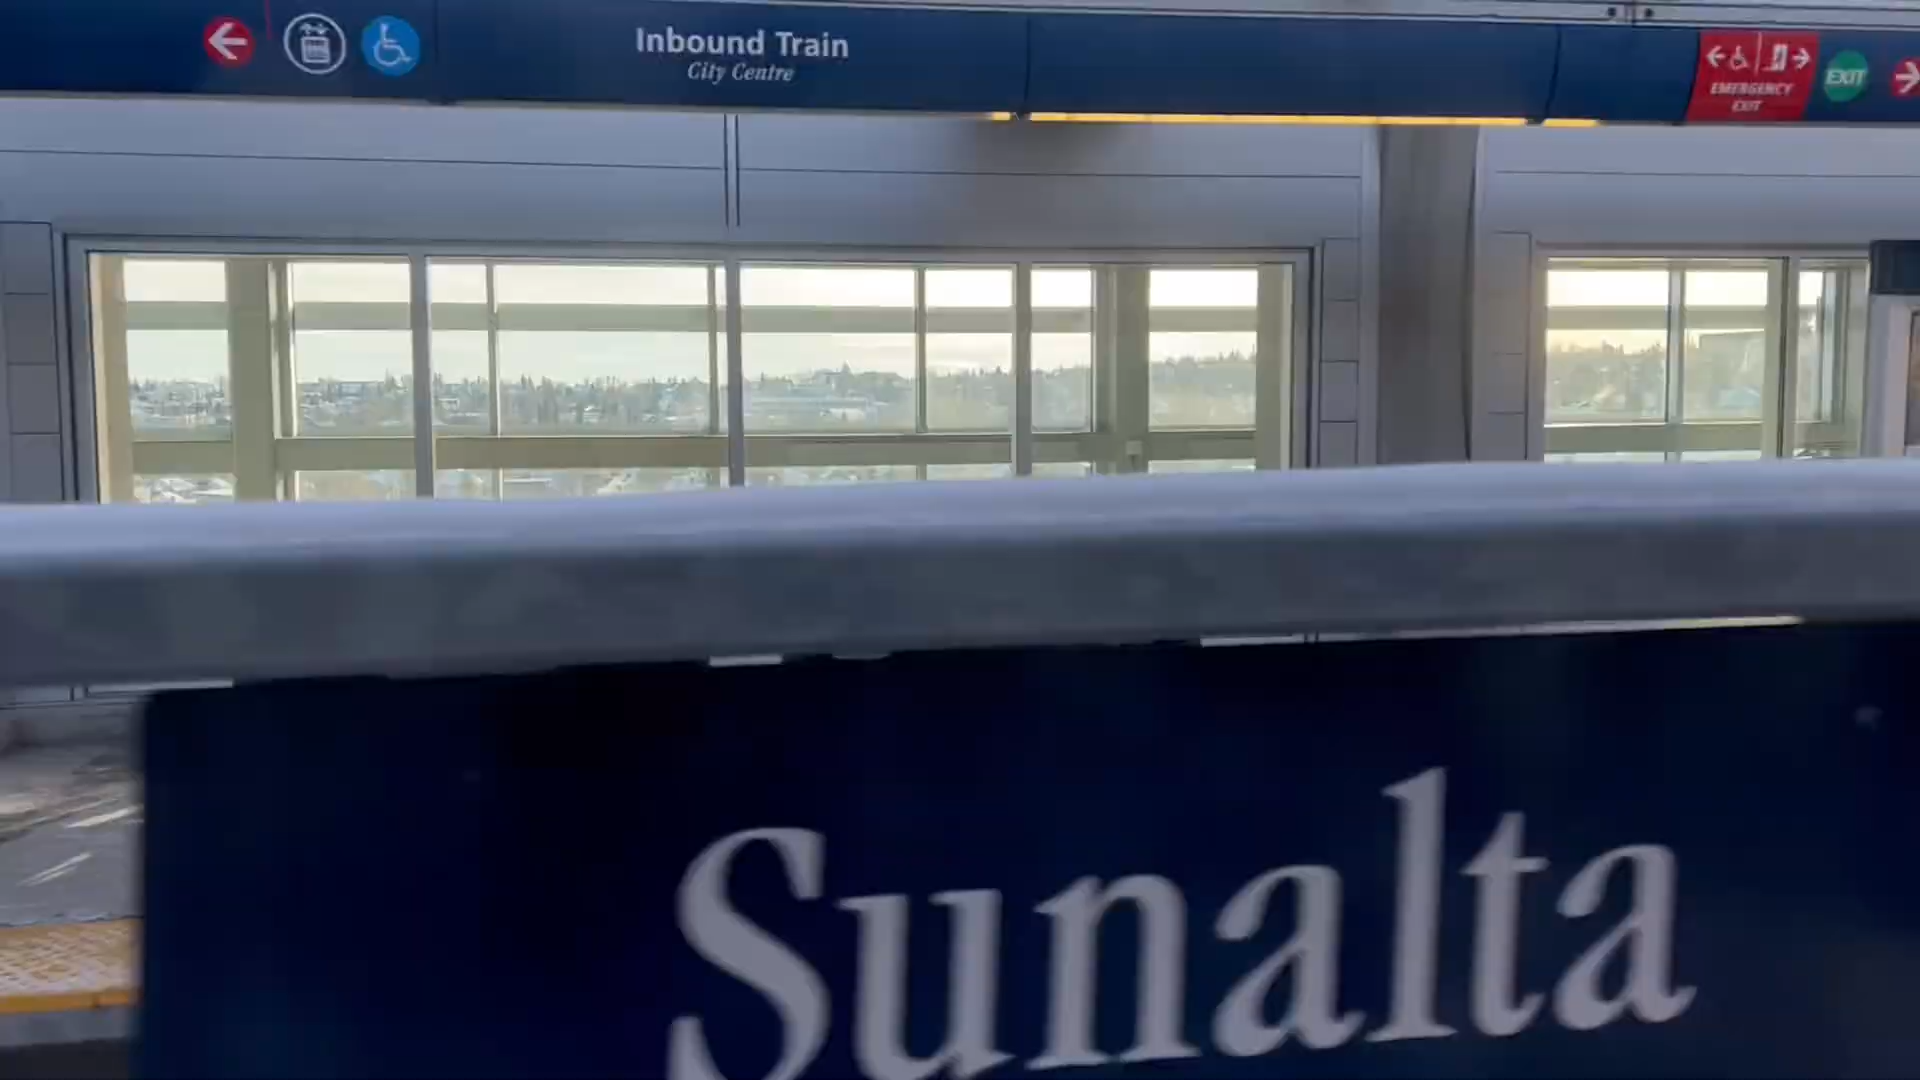 Inbound Train
City Centre
EMERGENCY
EXIT
EXIT
Sunalta